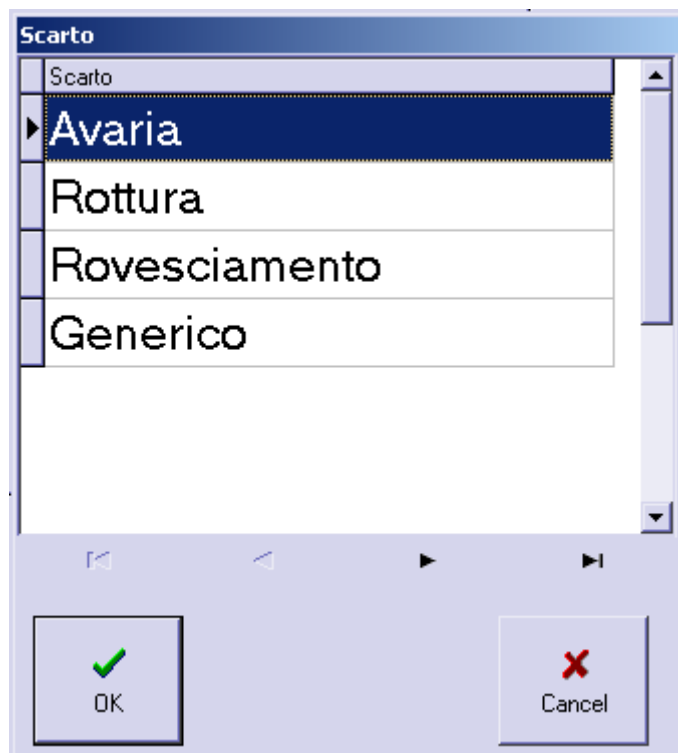 Scarto
Scarto
Avaria
Rottura
Rovesciamento
Generico
OK
Cancel